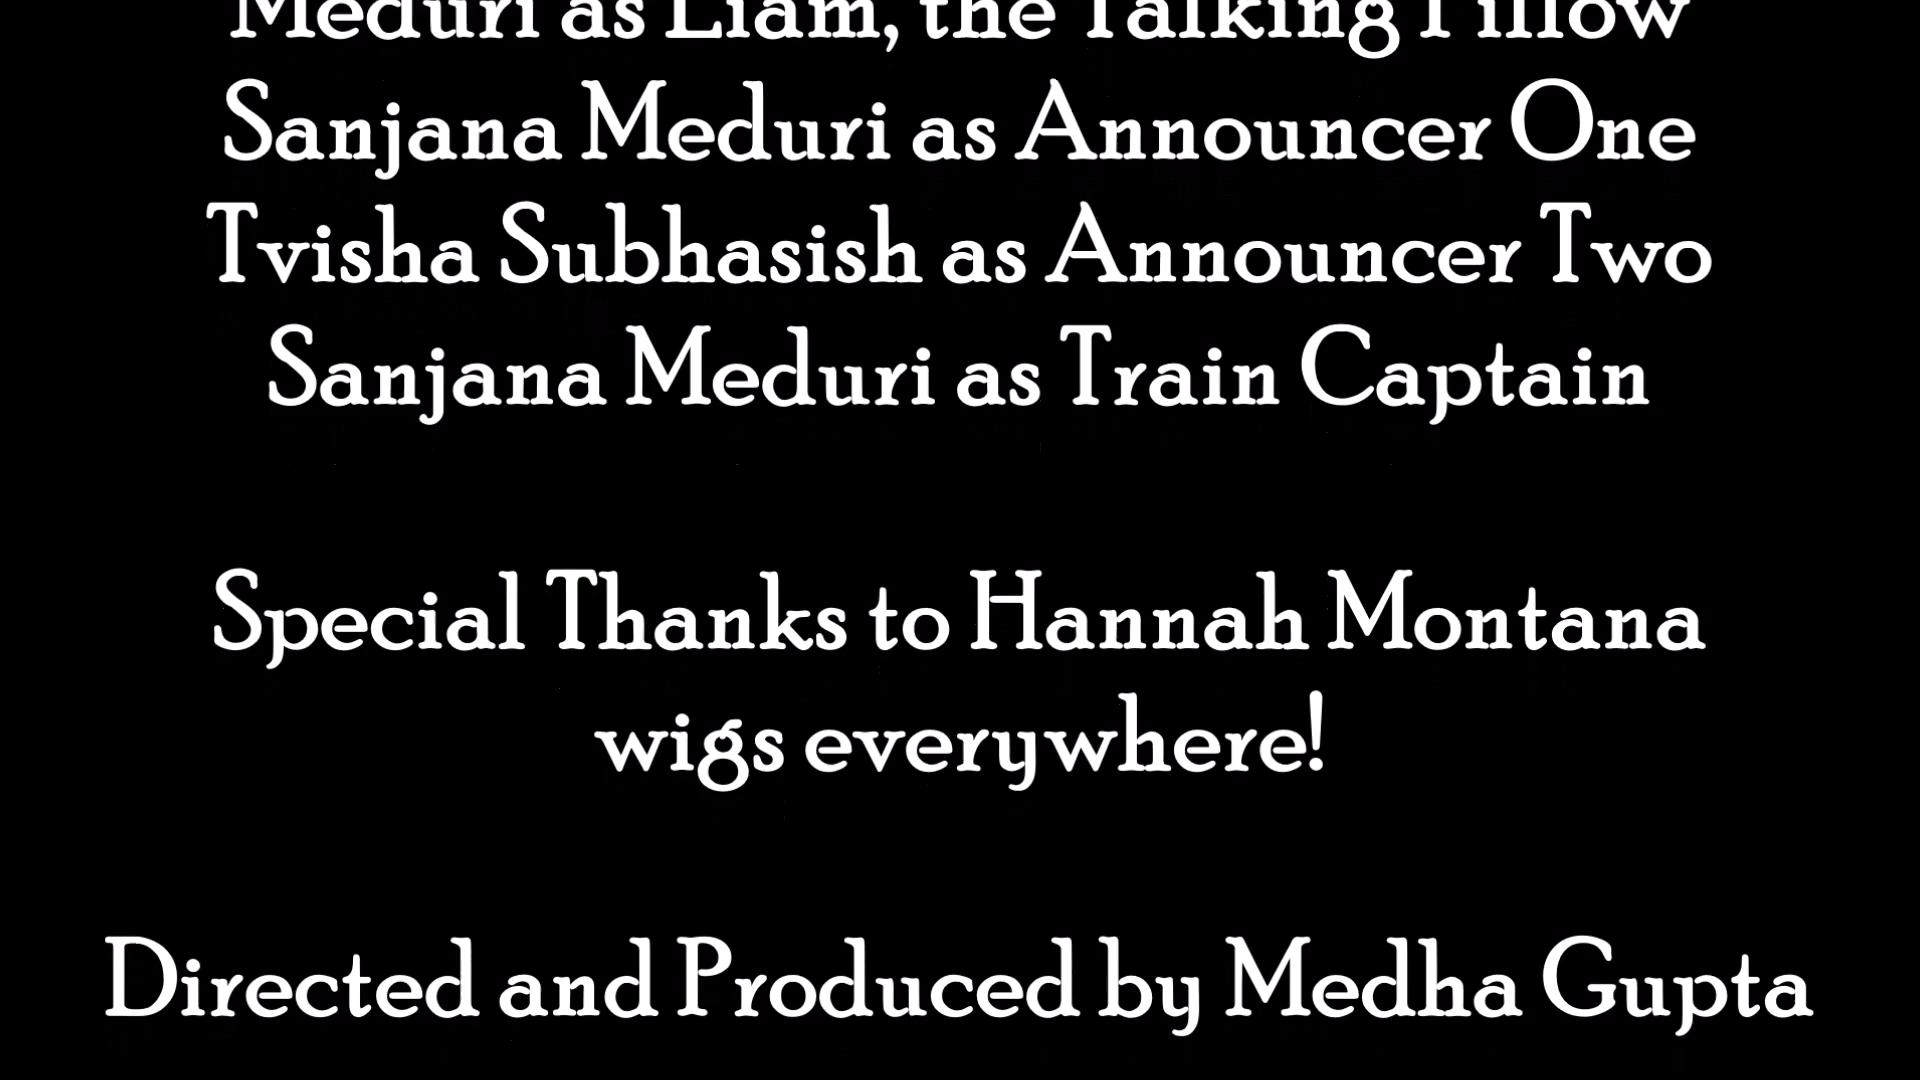 Meduri as Liam, the Talking Pillow
Sanjana Meduri as Announcer One
Tvisha Subhasish as Announcer Two
Sanjana Meduri as Train Captain
Special Thanks to Hannah Montana
wigs everywhere!
Directed and Produced by Medha Gupta